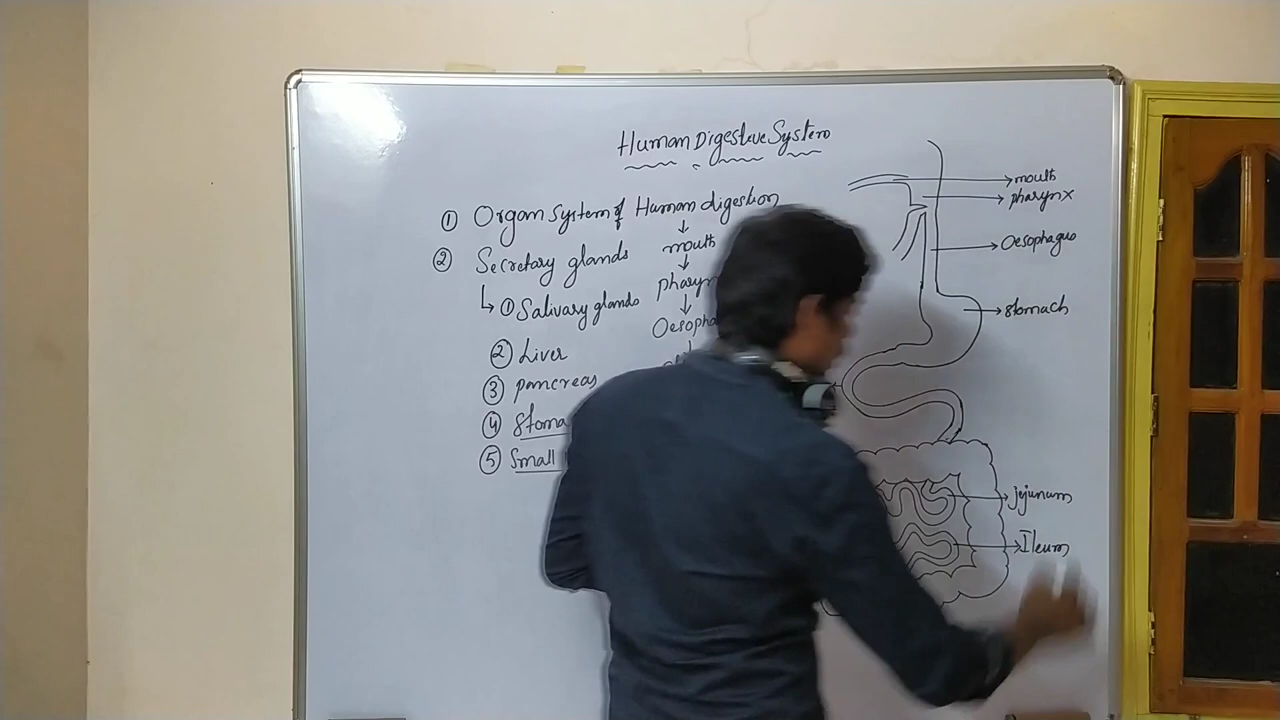 Human Digestive System
① Organ System of Human digestion
↓
mouth
② Secretary glands
↓
↳ ① Salivary glands
pharyn
↓
Oesopha
② Liver
③ pancreas
④ Stoma
⑤ Small
mouth
pharynx
Oesophagus
Stomach
jejunum
Ileum